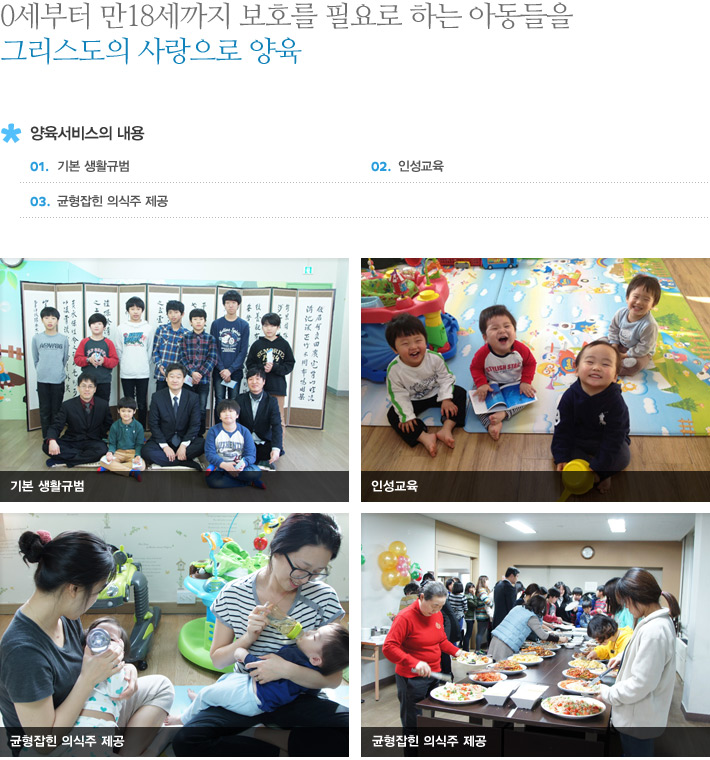 0세부터 만18세까지 보호를 필요로 하는 아동들을
그리스도의 사랑으로 양육
양육서비스의 내용
01. 기본 생활규범
02. 인성교육
03. 균형잡힌 의식주 제공
기본 생활규범
인성교육
균형잡힌 의식주 제공
균형잡힌 의식주 제공